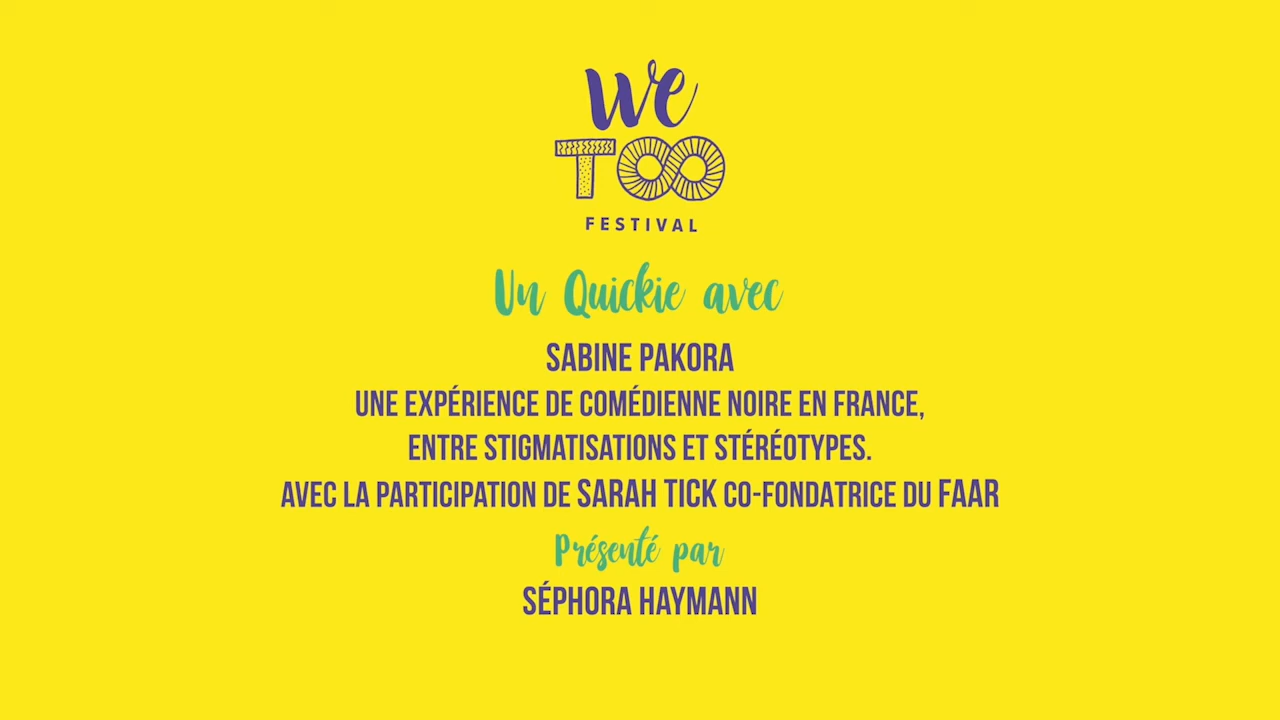 we
TOO
FESTIVAL
Un Quickie avec
SABINE PAKORA
UNE EXPÉRIENCE DE COMÉDIENNE NOIRE EN FRANCE,
ENTRE STIGMATISATIONS ET STÉRÉOTYPES.
AVEC LA PARTICIPATION DE SARAH TICK CO-FONDATRICE DU FAAR
Présenté par
SÉPHORA HAYMANN